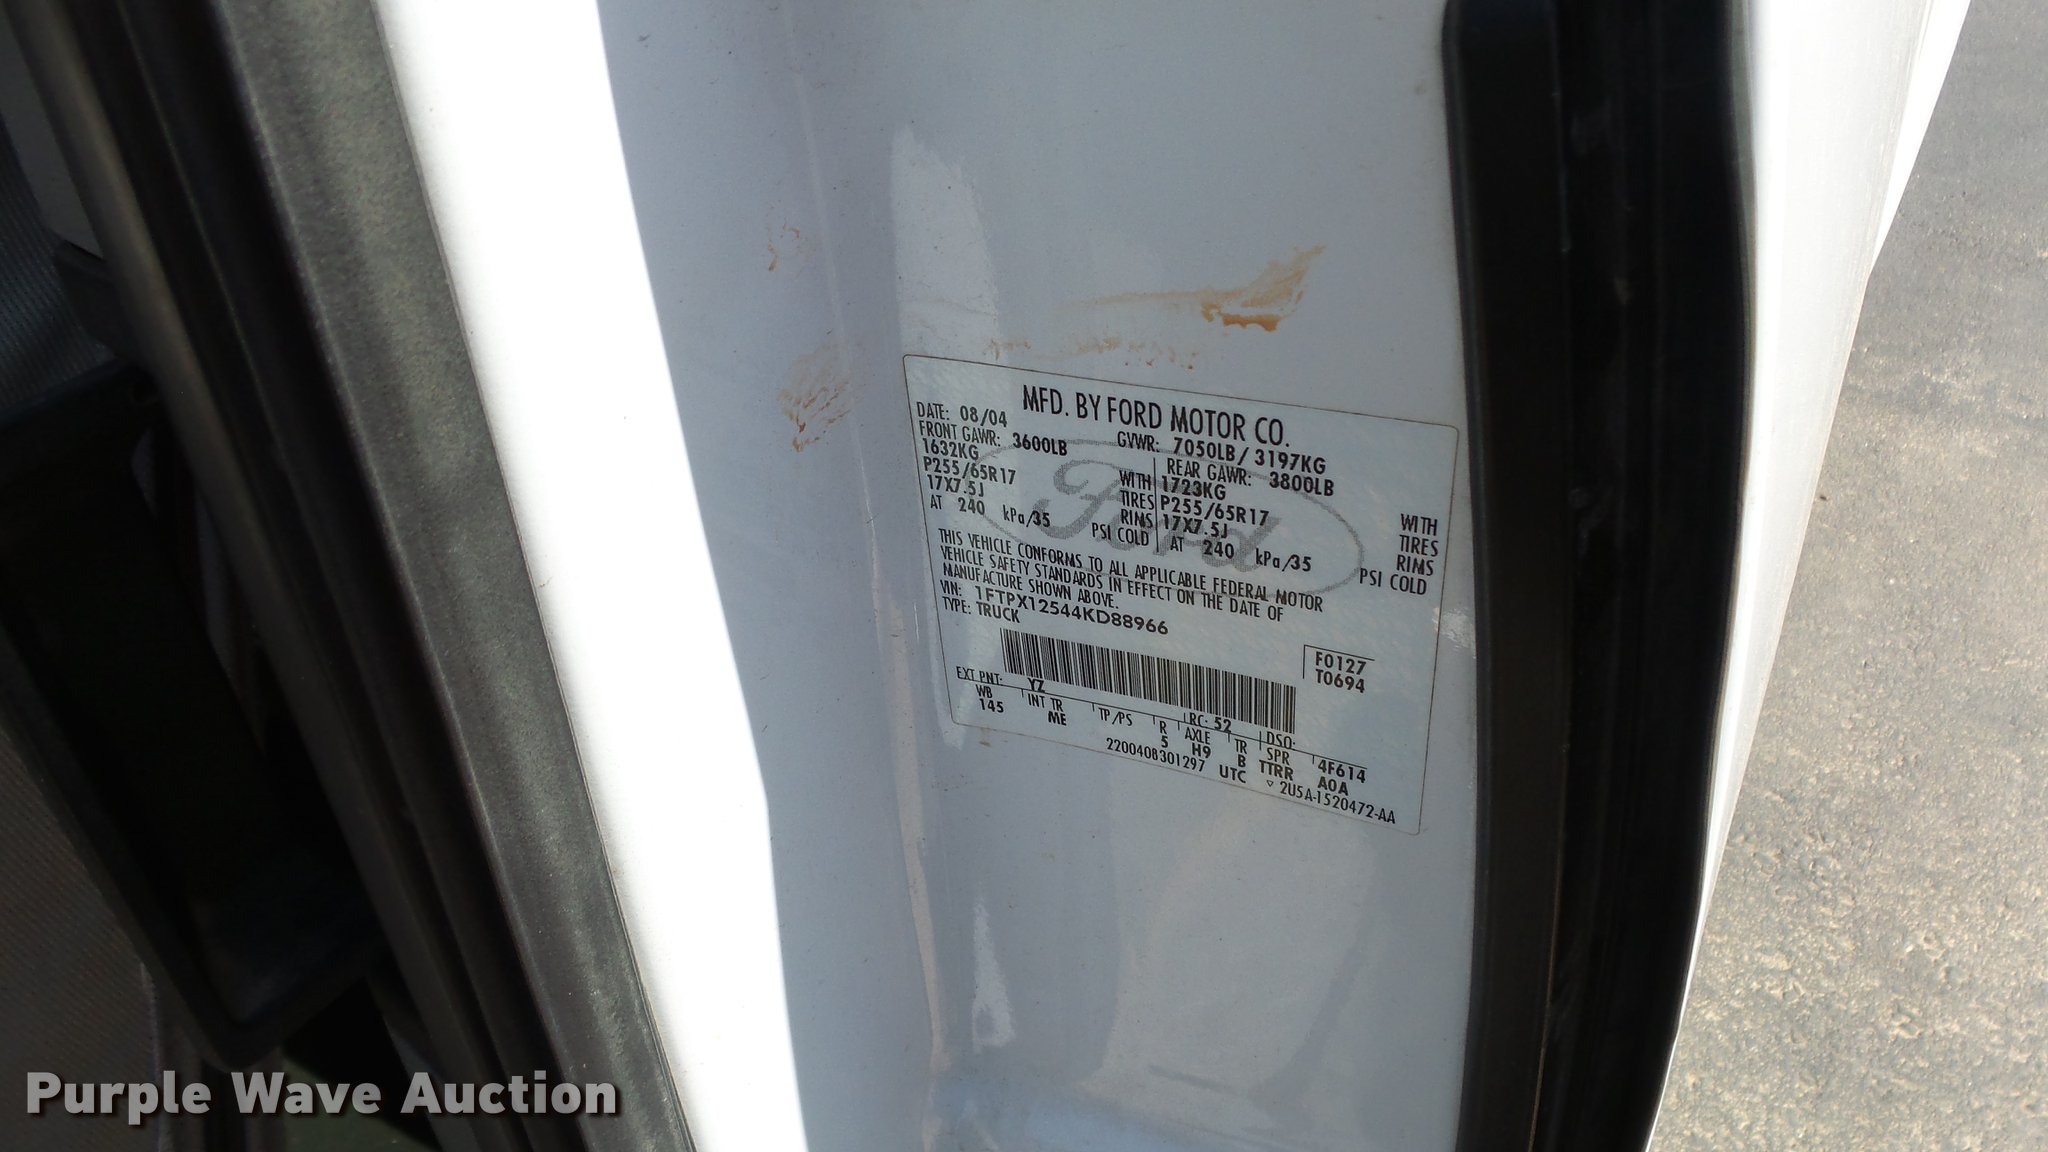 MFD. BY FORD MOTOR CO.
DATE: 08/04 GVWR: 7050LB/ 3197KG
FRONT GAWR: 3600LB REAR GAWR: 3800LB
1632KG WITH 1723KG WITH
P255/65R17 TIRES P255/65R17 TIRES
17X7.5J RIMS 17X7.5J RIMS
AT 240 kPa/35 PSI COLD AT 240 kPa/35 PSI COLD
THIS VEHICLE CONFORMS TO ALL APPLICABLE FEDERAL MOTOR
VEHICLE SAFETY STANDARDS IN EFFECT ON THE DATE OF
MANUFACTURE SHOWN ABOVE.
VIN: 1FTPX12544KD88966
TYPE: TRUCK
F0127
T0694
EXT PNT: YZ RC: 52 DSO:
WB INT TR TP/PS R AXLE TR SPR 4F614
145 ME 5 H9 B TTRR A0A
22004OB301297 UTC ▽ 2U5A-1520472-AA
Ford
Purple Wave Auction